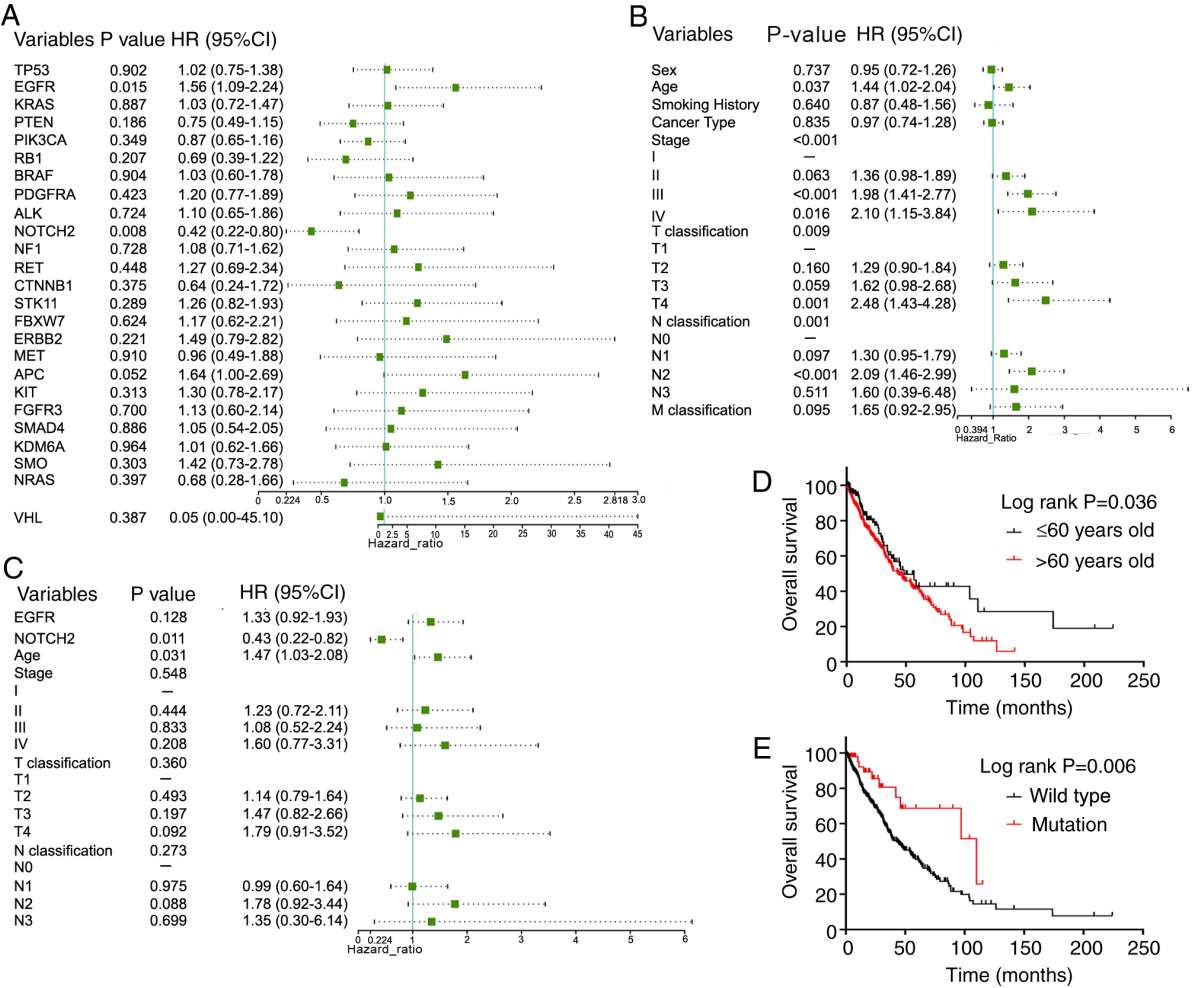 A
Variables P value HR (95%CI)
TP53 0.902 1.02 (0.75-1.38)
EGFR 0.015 1.56 (1.09-2.24)
KRAS 0.887 1.03 (0.72-1.47)
PTEN 0.186 0.75 (0.49-1.15)
PIK3CA 0.349 0.87 (0.65-1.16)
RB1 0.207 0.69 (0.39-1.22)
BRAF 0.904 1.03 (0.60-1.78)
PDGFRA 0.423 1.20 (0.77-1.89)
ALK 0.724 1.10 (0.65-1.86)
NOTCH2 0.008 0.42 (0.22-0.80)
NF1 0.728 1.08 (0.71-1.62)
RET 0.448 1.27 (0.69-2.34)
CTNNB1 0.375 0.64 (0.24-1.72)
STK11 0.289 1.26 (0.82-1.93)
FBXW7 0.624 1.17 (0.62-2.21)
ERBB2 0.221 1.49 (0.79-2.82)
MET 0.910 0.96 (0.49-1.88)
APC 0.052 1.64 (1.00-2.69)
KIT 0.313 1.30 (0.78-2.17)
FGFR3 0.700 1.13 (0.60-2.14)
SMAD4 0.886 1.05 (0.54-2.05)
KDM6A 0.964 1.01 (0.62-1.66)
SMO 0.303 1.42 (0.73-2.78)
NRAS 0.397 0.68 (0.28-1.66)
0 0.224 0.5 1.0 1.5 2.0 2.5 2.818 3.0
VHL 0.387 0.05 (0.00-45.10)
0 2.5 5 10 15 20 25 30 35 40 45
Hazard_ratio
B
Variables P-value HR (95%CI)
Sex 0.737 0.95 (0.72-1.26)
Age 0.037 1.44 (1.02-2.04)
Smoking History 0.640 0.87 (0.48-1.56)
Cancer Type 0.835 0.97 (0.74-1.28)
Stage <0.001
I —
II 0.063 1.36 (0.98-1.89)
III <0.001 1.98 (1.41-2.77)
IV 0.016 2.10 (1.15-3.84)
T classification 0.009
T1 —
T2 0.160 1.29 (0.90-1.84)
T3 0.059 1.62 (0.98-2.68)
T4 0.001 2.48 (1.43-4.28)
N classification 0.001
N0 —
N1 0.097 1.30 (0.95-1.79)
N2 <0.001 2.09 (1.46-2.99)
N3 0.511 1.60 (0.39-6.48)
M classification 0.095 1.65 (0.92-2.95)
0 0.394 1 2 3 4 5 6
Hazard_Ratio
C
Variables P value HR (95%CI)
EGFR 0.128 1.33 (0.92-1.93)
NOTCH2 0.011 0.43 (0.22-0.82)
Age 0.031 1.47 (1.03-2.08)
Stage 0.548
I —
II 0.444 1.23 (0.72-2.11)
III 0.833 1.08 (0.52-2.24)
IV 0.208 1.60 (0.77-3.31)
T classification 0.360
T1 —
T2 0.493 1.14 (0.79-1.64)
T3 0.197 1.47 (0.82-2.66)
T4 0.092 1.79 (0.91-3.52)
N classification 0.273
N0 —
N1 0.975 0.99 (0.60-1.64)
N2 0.088 1.78 (0.92-3.44)
N3 0.699 1.35 (0.30-6.14)
0 0.224 1 2 3 4 5 6
Hazard_ratio
D
Overall survival
100
80
60
40
20
0
Log rank P=0.036
≤60 years old
>60 years old
0 50 100 150 200 250
Time (months)
E
Overall survival
100
80
60
40
20
0
Log rank P=0.006
Wild type
Mutation
0 50 100 150 200 250
Time (months)